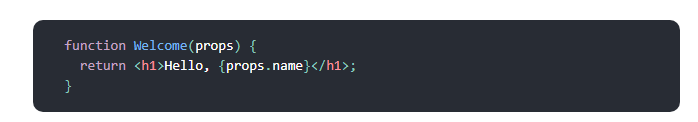 function Welcome(props) {
  return <h1>Hello, {props.name}</h1>;
}